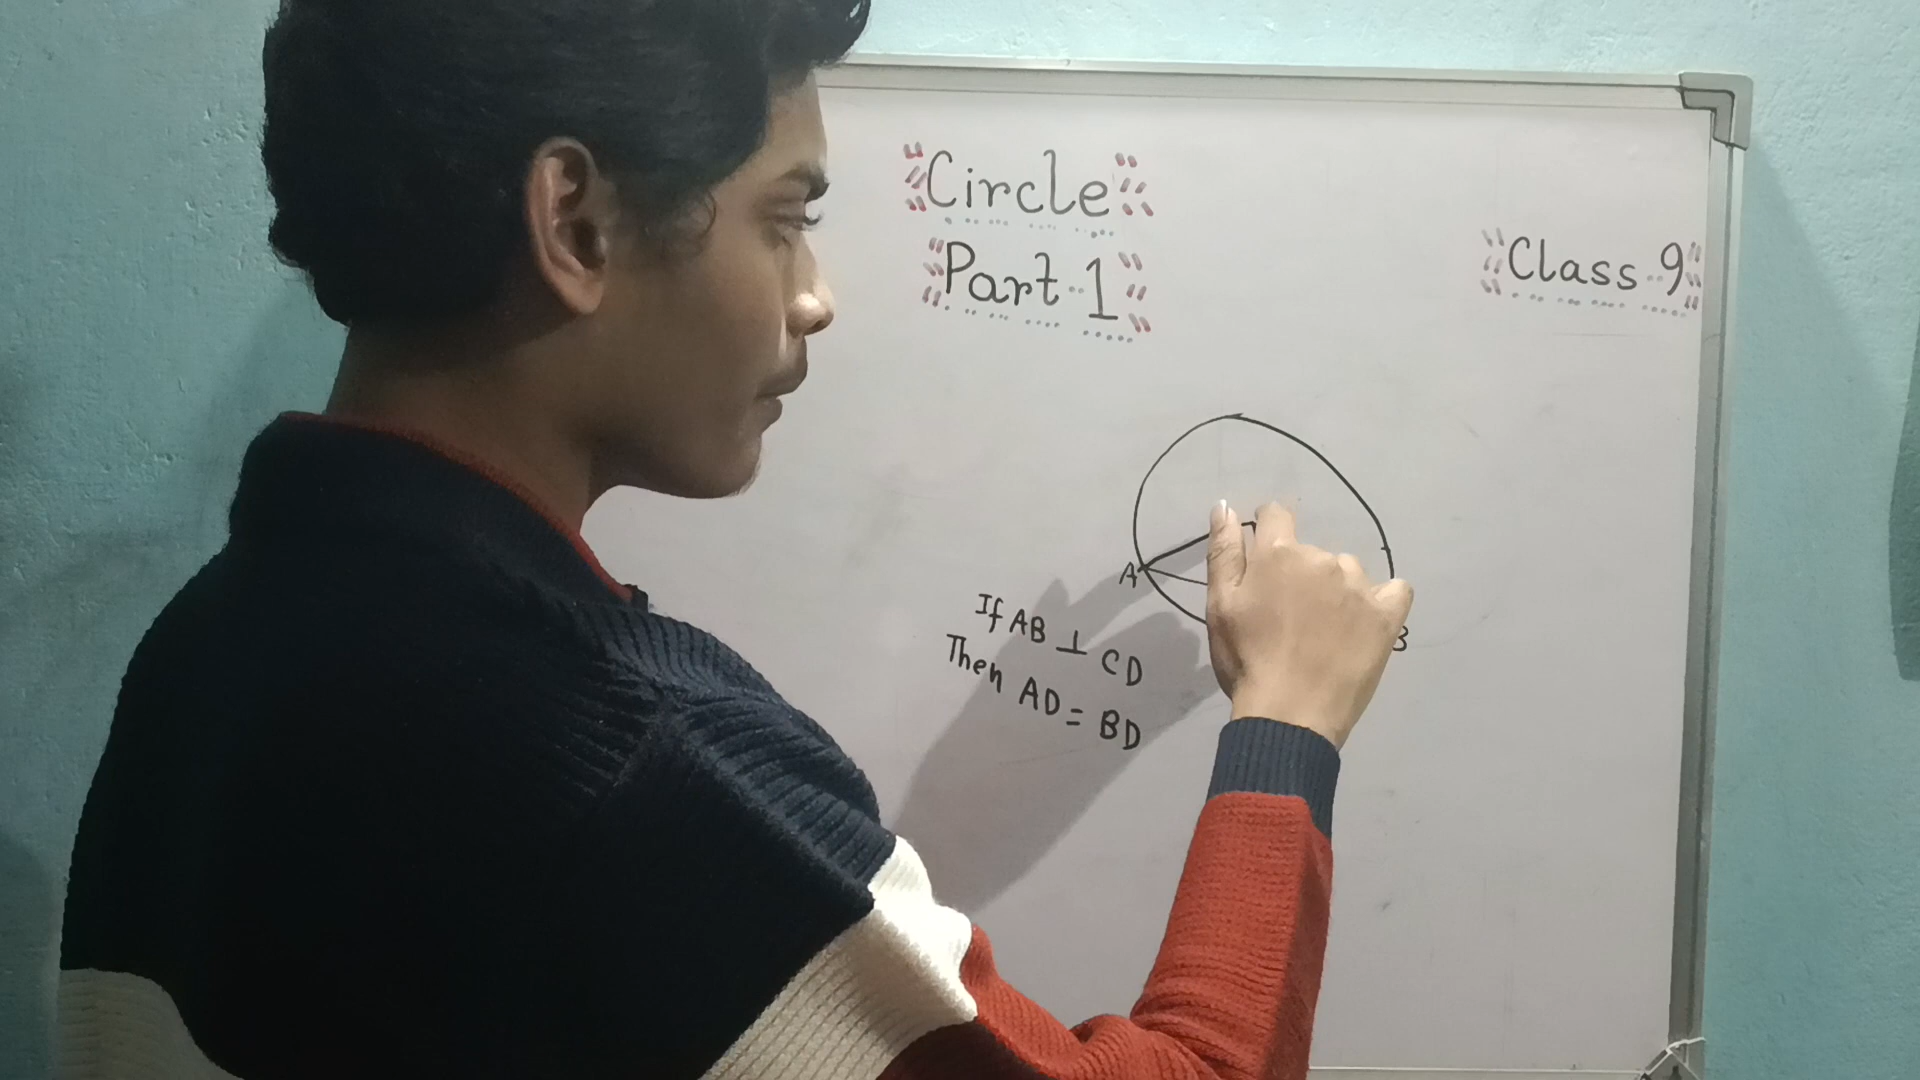 Circle
Part-1
Class-9
A
B
If AB ⊥ CD
Then AD = BD